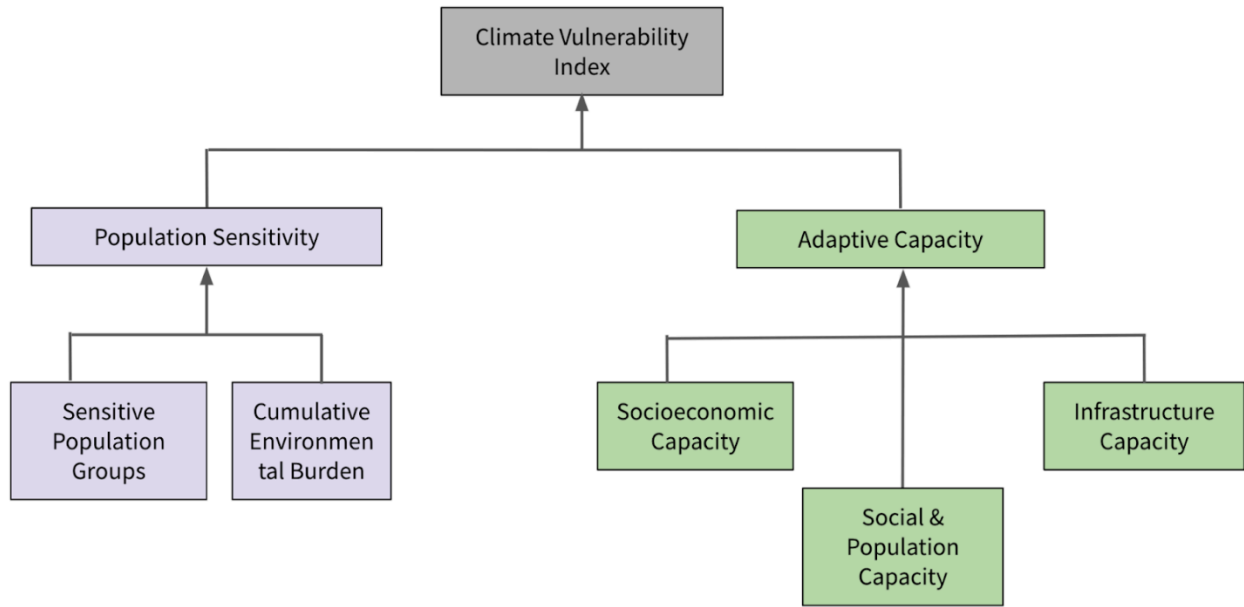 Climate Vulnerability
Index
Population Sensitivity
Adaptive Capacity
Sensitive
Population
Groups
Cumulative
Environmen
tal Burden
Socioeconomic
Capacity
Social &
Population
Capacity
Infrastructure
Capacity